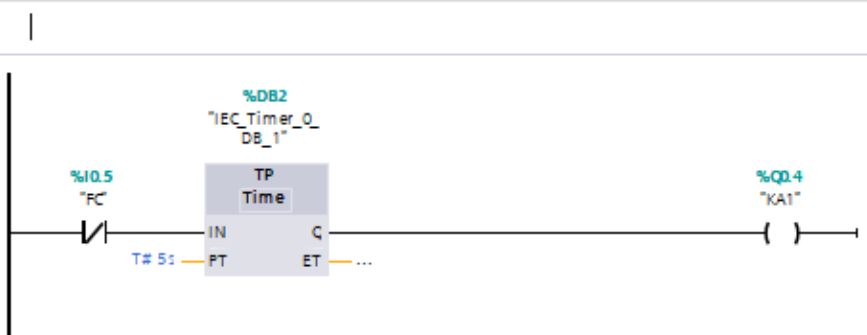 %DB2
"IEC_Timer_0_
DB_1"
TP
Time
%I0.5
"FC"
%Q0.4
"KA1"
IN
Q
T# 5s
PT
ET
...